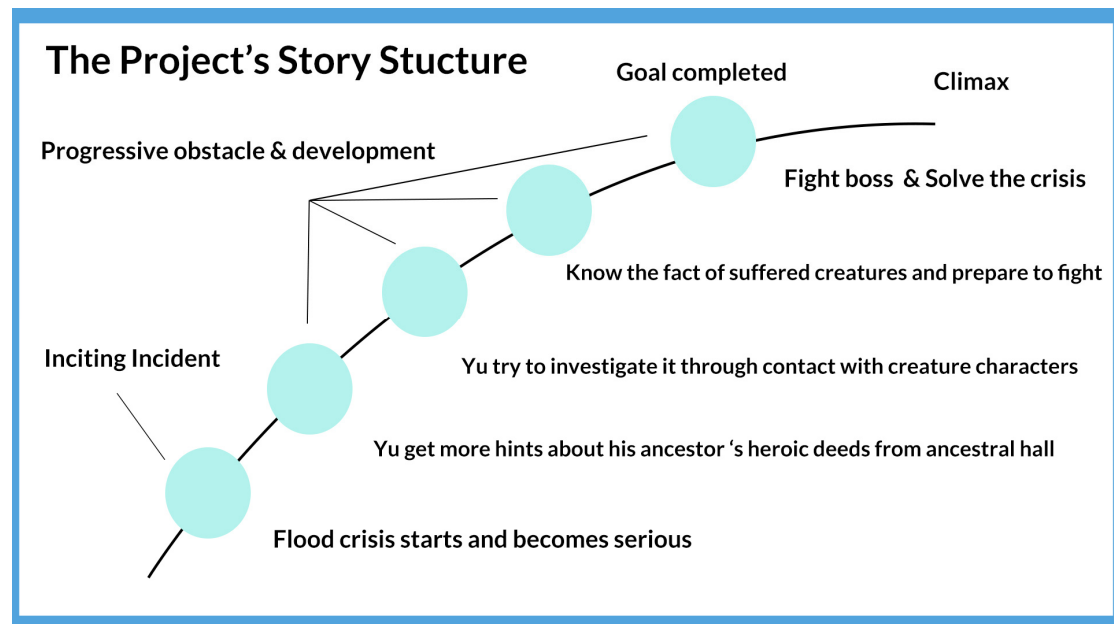 The Project's Story Stucture
Goal completed
Climax
Progressive obstacle & development
Fight boss & Solve the crisis
Know the fact of suffered creatures and prepare to fight
Inciting Incident
Yu try to investigate it through contact with creature characters
Yu get more hints about his ancestor ‘s heroic deeds from ancestral hall
Flood crisis starts and becomes serious